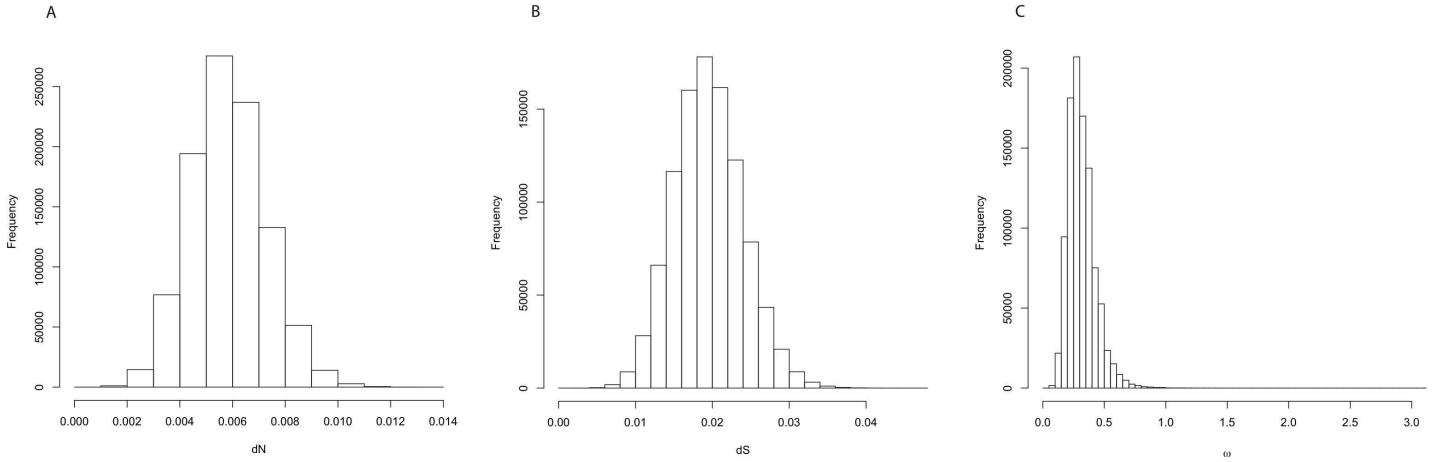 A
Frequency
0 50000 100000 150000 200000 250000
0.000 0.002 0.004 0.006 0.008 0.010 0.012 0.014
dN
B
Frequency
0 50000 100000 150000
0.00 0.01 0.02 0.03 0.04
dS
C
Frequency
0 50000 100000 150000 200000
0.0 0.5 1.0 1.5 2.0 2.5 3.0
ω